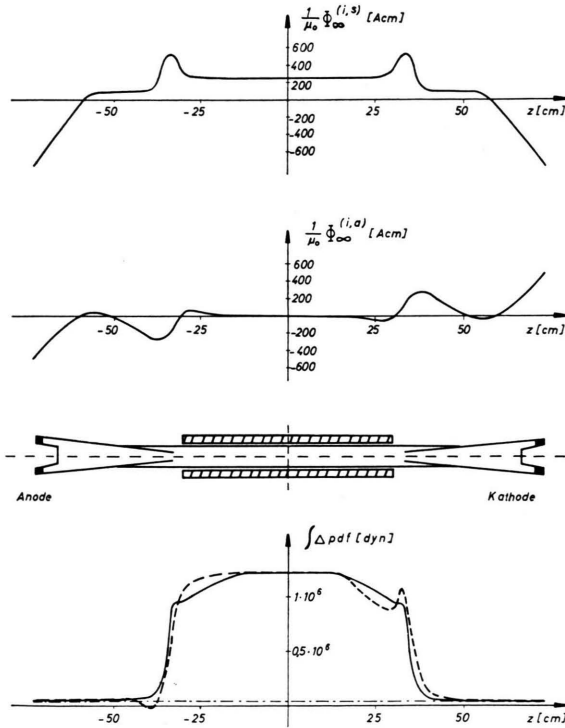 1/μ₀ Φ∞^(i,s) [Acm]
600
400
200
-50 -25 25 50 z [cm]
-200
-400
-600
1/μ₀ Φ∞^(i,a) [Acm]
600
400
200
-50 -25 25 50 z [cm]
-200
-400
-600
Anode Kathode
∫Δpdf [dyn]
1·10⁶
0,5·10⁶
-50 -25 25 50 z [cm]